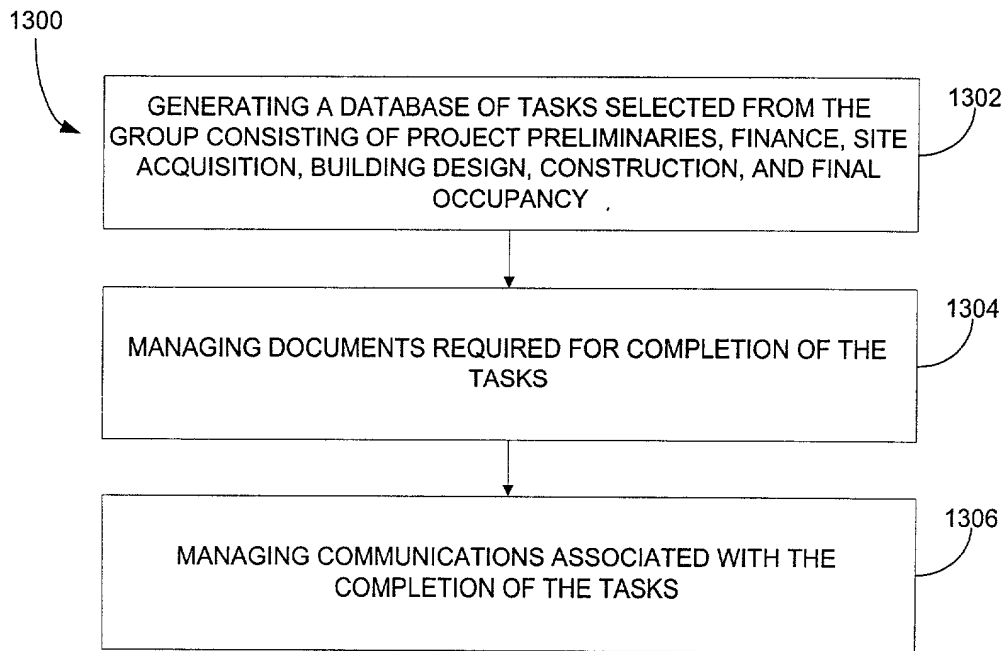 1300
GENERATING A DATABASE OF TASKS SELECTED FROM THE
GROUP CONSISTING OF PROJECT PRELIMINARIES, FINANCE, SITE
ACQUISITION, BUILDING DESIGN, CONSTRUCTION, AND FINAL
OCCUPANCY
1302
MANAGING DOCUMENTS REQUIRED FOR COMPLETION OF THE
TASKS
1304
MANAGING COMMUNICATIONS ASSOCIATED WITH THE
COMPLETION OF THE TASKS
1306